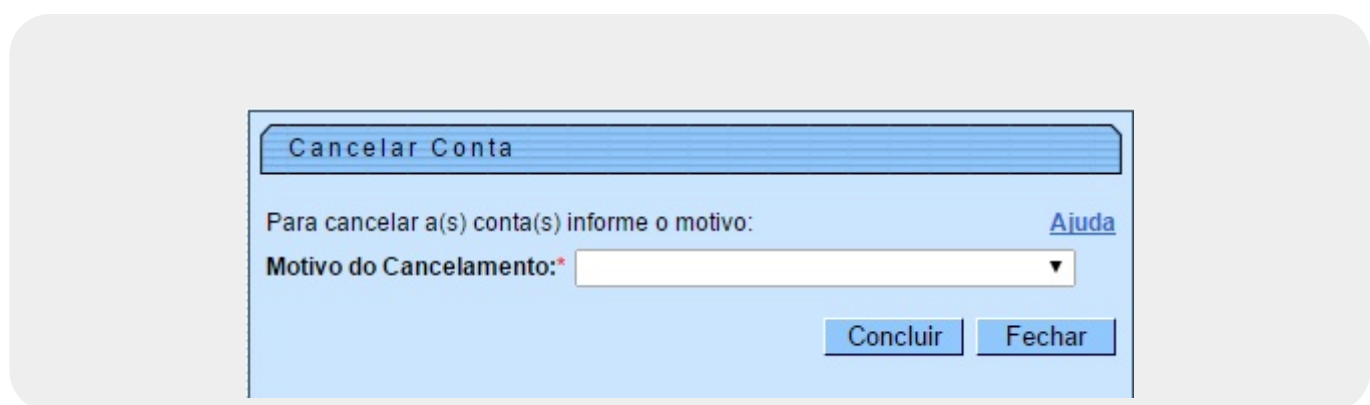 Cancelar Conta
Para cancelar a(s) conta(s) informe o motivo: Ajuda
Motivo do Cancelamento:*
Concluir Fechar